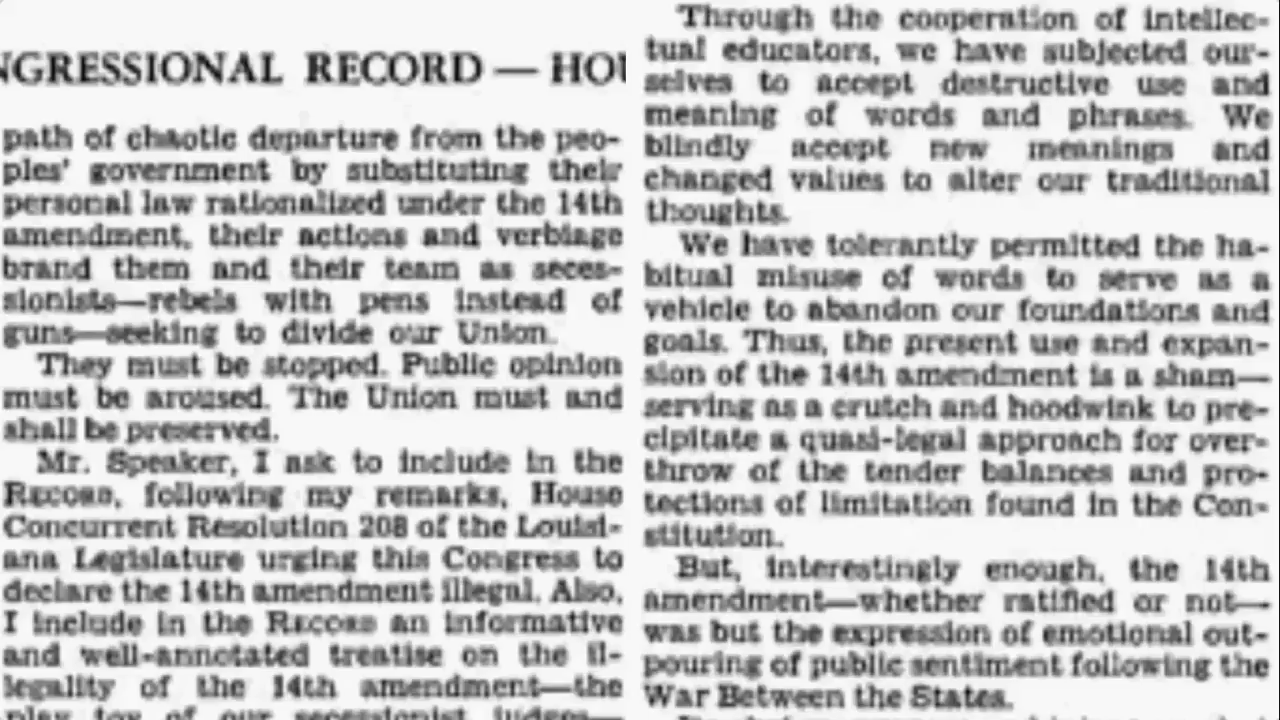 NGRESSIONAL RECORD — HOU
path of chaotic departure from the peo-
ples' government by substituting their
personal law rationalized under the 14th
amendment, their actions and verbiage
brand them and their team as seces-
sionists—rebels with pens instead of
guns—seeking to divide our Union.
They must be stopped. Public opinion
must be aroused. The Union must and
shall be preserved.
Mr. Speaker, I ask to include in the
RECORD, following my remarks, House
Concurrent Resolution 208 of the Louisi-
ana Legislature urging this Congress to
declare the 14th amendment illegal. Also,
I include in the RECORD an informative
and well-annotated treatise on the il-
legality of the 14th amendment—the
play toy of our secessionist judges—
Through the cooperation of intellec-
tual educators, we have subjected our-
selves to accept destructive use and
meaning of words and phrases. We
blindly accept new meanings and
changed values to alter our traditional
thoughts.
We have tolerantly permitted the ha-
bitual misuse of words to serve as a
vehicle to abandon our foundations and
goals. Thus, the present use and expan-
sion of the 14th amendment is a sham—
serving as a crutch and hoodwink to pre-
cipitate a quasi-legal approach for over-
throw of the tender balances and pro-
tections of limitation found in the Con-
stitution.
But, interestingly enough, the 14th
amendment—whether ratified or not—
was but the expression of emotional out-
pouring of public sentiment following the
War Between the States.